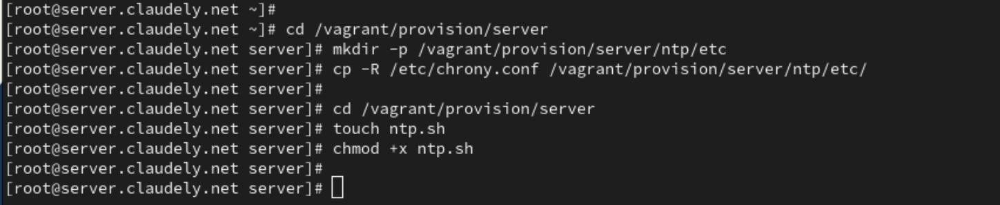 [root@server.claudely.net ~]#
[root@server.claudely.net ~]# cd /vagrant/provision/server
[root@server.claudely.net server]# mkdir -p /vagrant/provision/server/ntp/etc
[root@server.claudely.net server]# cp -R /etc/chrony.conf /vagrant/provision/server/ntp/etc/
[root@server.claudely.net server]#
[root@server.claudely.net server]# cd /vagrant/provision/server
[root@server.claudely.net server]# touch ntp.sh
[root@server.claudely.net server]# chmod +x ntp.sh
[root@server.claudely.net server]#
[root@server.claudely.net server]#